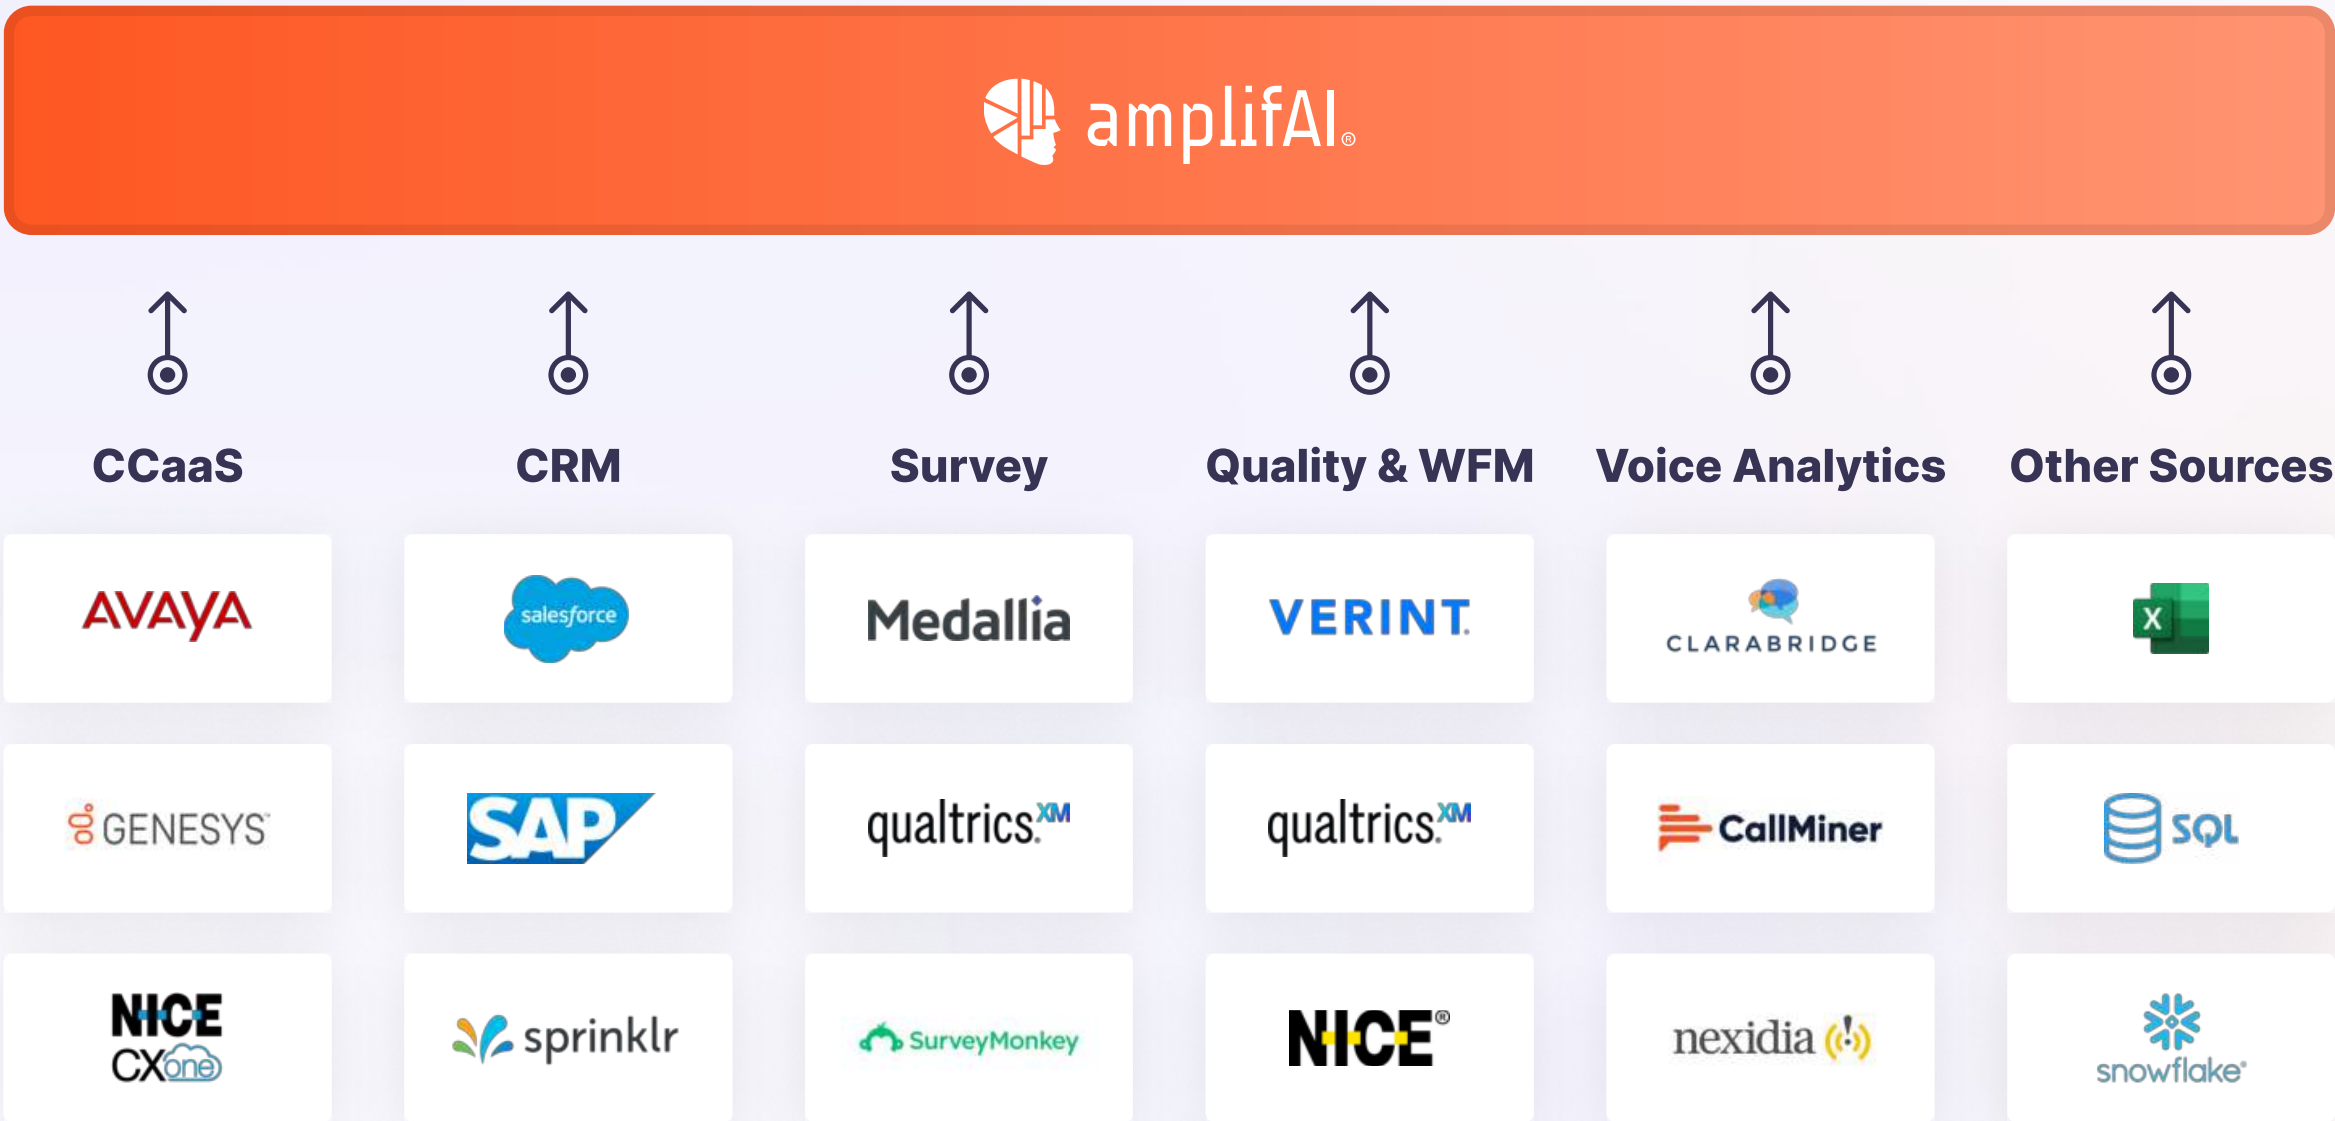 amplifAI®
CCaaS
CRM
Survey
Quality & WFM
Voice Analytics
Other Sources
AVAYA
salesforce
Medallia
VERINT.
CLARABRIDGE
X
GENESYS™
SAP
qualtrics.XM
qualtrics.XM
CallMiner
SQL
NICE
CXone
sprinklr
SurveyMonkey
NICE®
nexidia
snowflake®